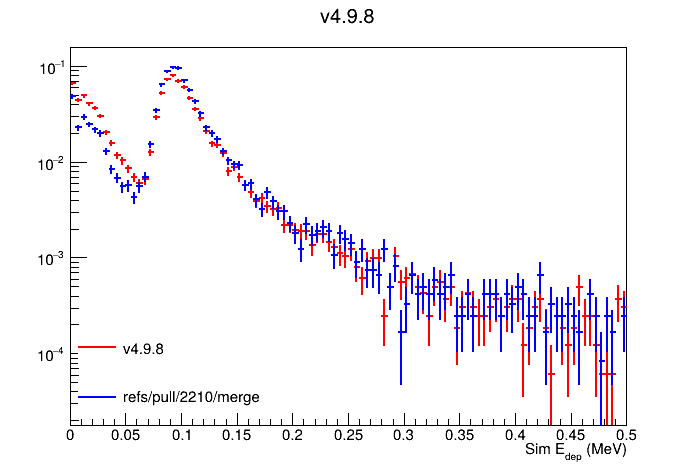 v4.9.8
10⁻¹
10⁻²
10⁻³
10⁻⁴
v4.9.8
refs/pull/2210/merge
0 0.05 0.1 0.15 0.2 0.25 0.3 0.35 0.4 0.45 0.5
Sim E_dep (MeV)